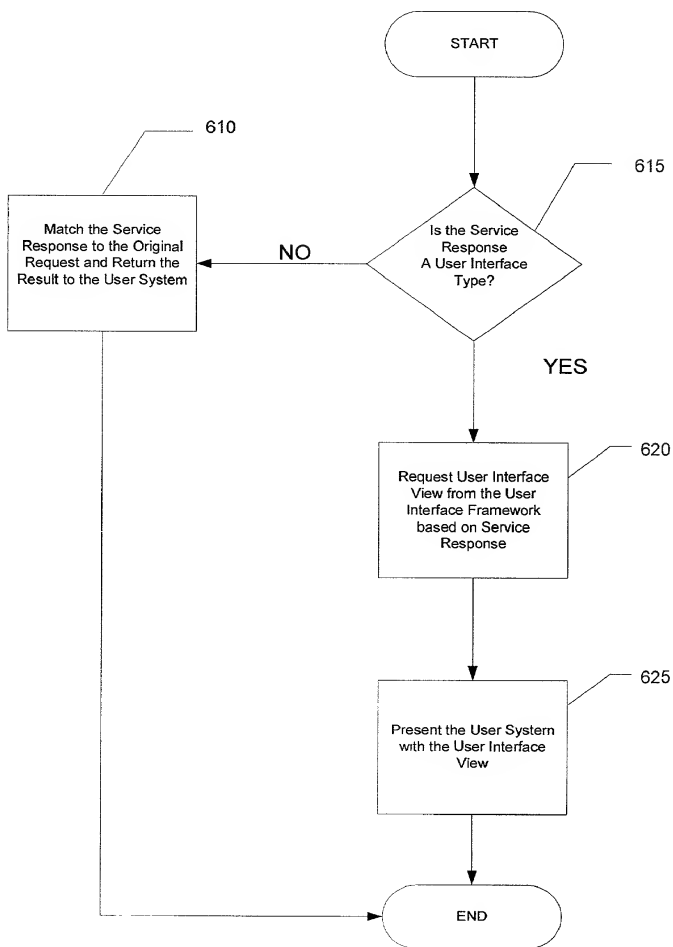 START
610
615
Match the Service
Response to the Original
Request and Return the
Result to the User System
NO
Is the Service
Response
A User Interface
Type?
YES
620
Request User Interface
View from the User
Interface Framework
based on Service
Response
625
Present the User System
with the User Interface
View
END